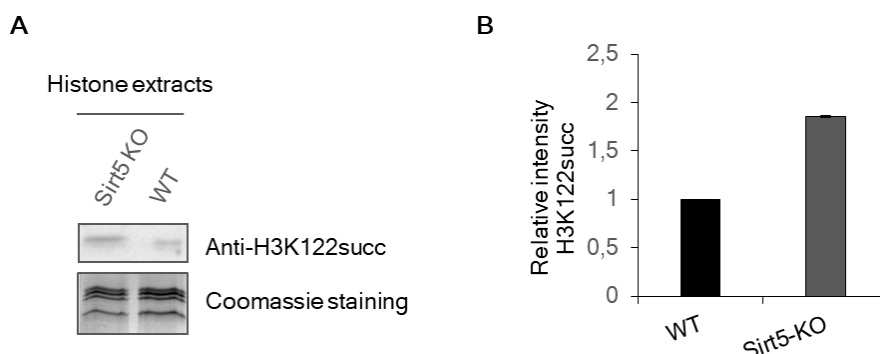 A
Histone extracts
Sirt5 KO
WT
Anti-H3K122succ
Coomassie staining
B
Relative intensity
H3K122succ
2,5
2
1,5
1
0,5
0
WT
Sirt5-KO